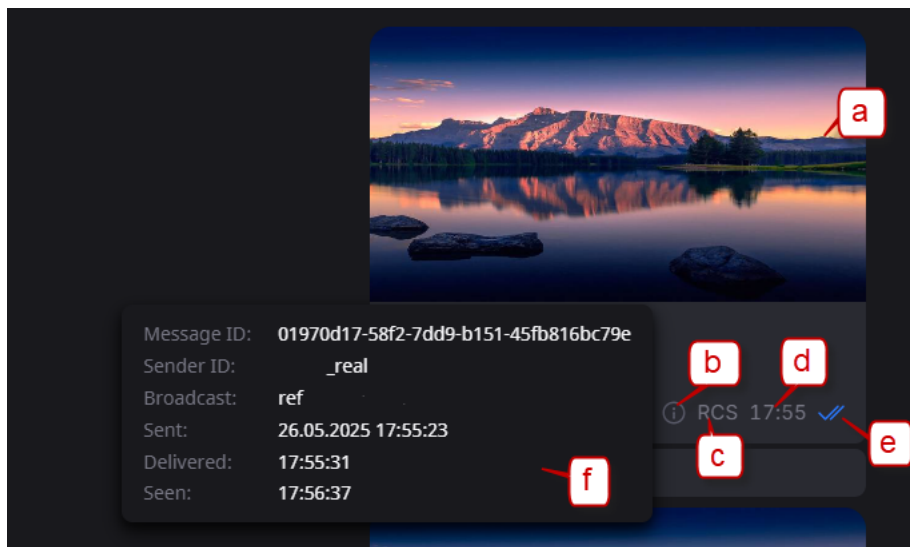 a
Message ID: 01970d17-58f2-7dd9-b151-45fb816bc79e
Sender ID: _real
Broadcast: ref
Sent: 26.05.2025 17:55:23
Delivered: 17:55:31
Seen: 17:56:37
b
d
RCS 17:55
c
e
f